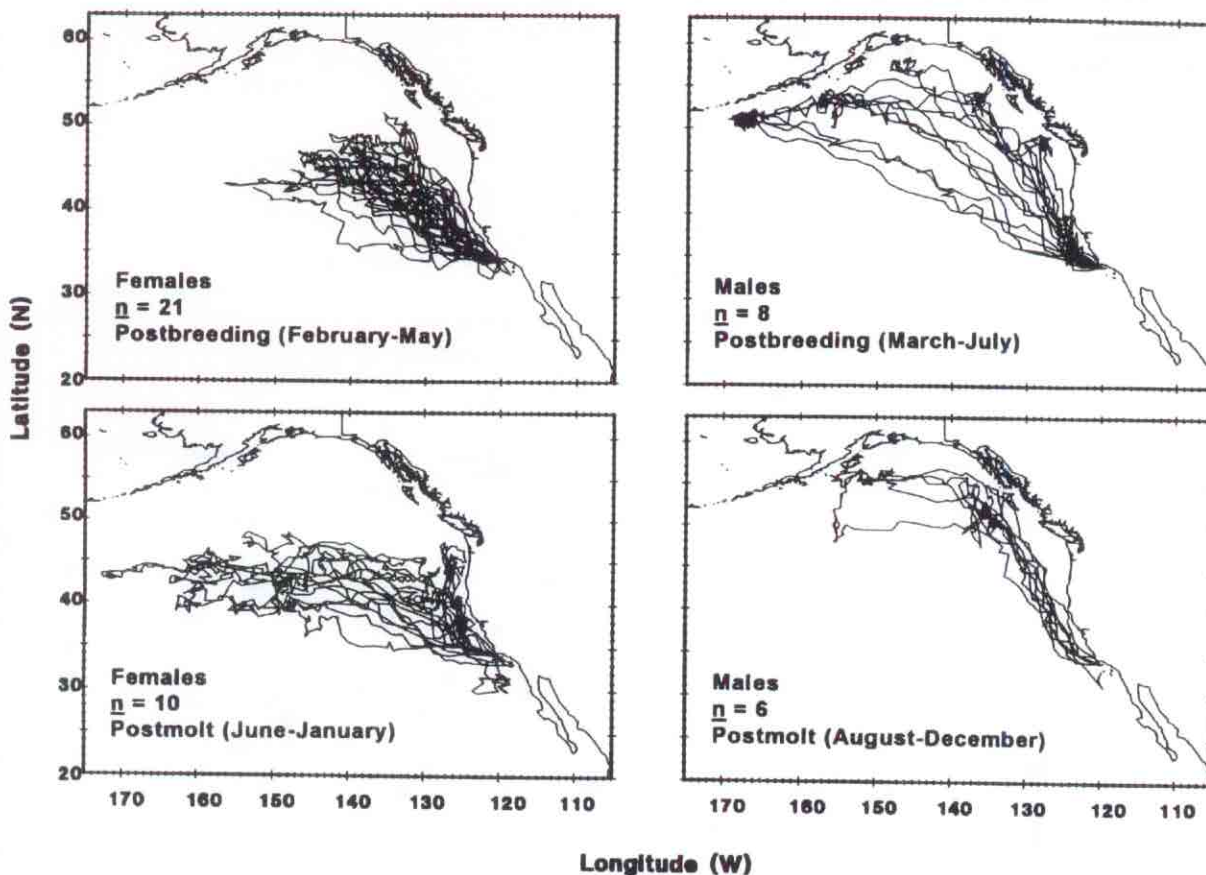 60
50
40
30
20
Females
n = 21
Postbreeding (February-May)
Males
n = 8
Postbreeding (March-July)
Latitude (N)
60
50
40
30
20
Females
n = 10
Postmolt (June-January)
Males
n = 6
Postmolt (August-December)
170 160 150 140 130 120 110
170 160 150 140 130 120 110
Longitude (W)